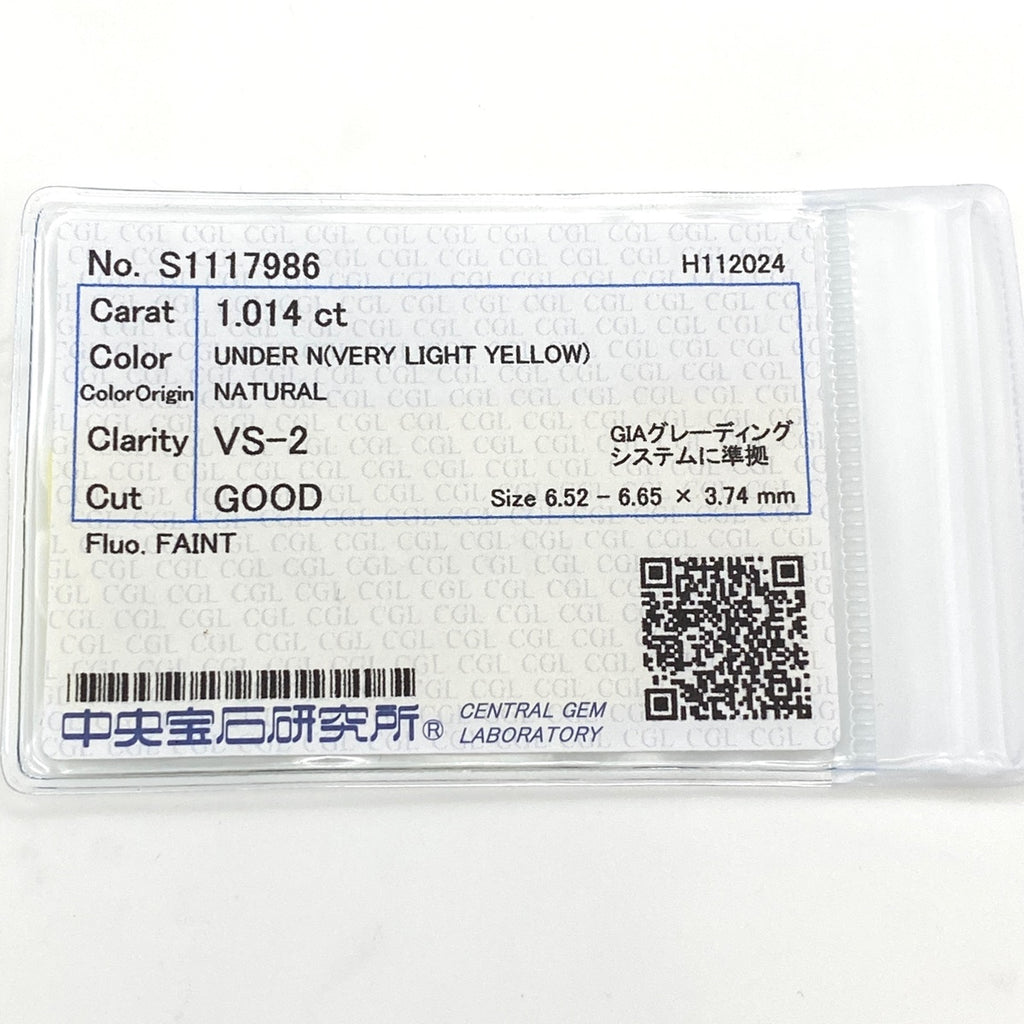 No. S1117986 H112024
Carat 1.014 ct
Color UNDER N(VERY LIGHT YELLOW)
ColorOrigin NATURAL
Clarity VS-2 GIAグレーディング
システムに準拠
Cut GOOD Size 6.52 - 6.65 × 3.74 mm
Fluo. FAINT
中央宝石研究所® CENTRAL GEM
LABORATORY